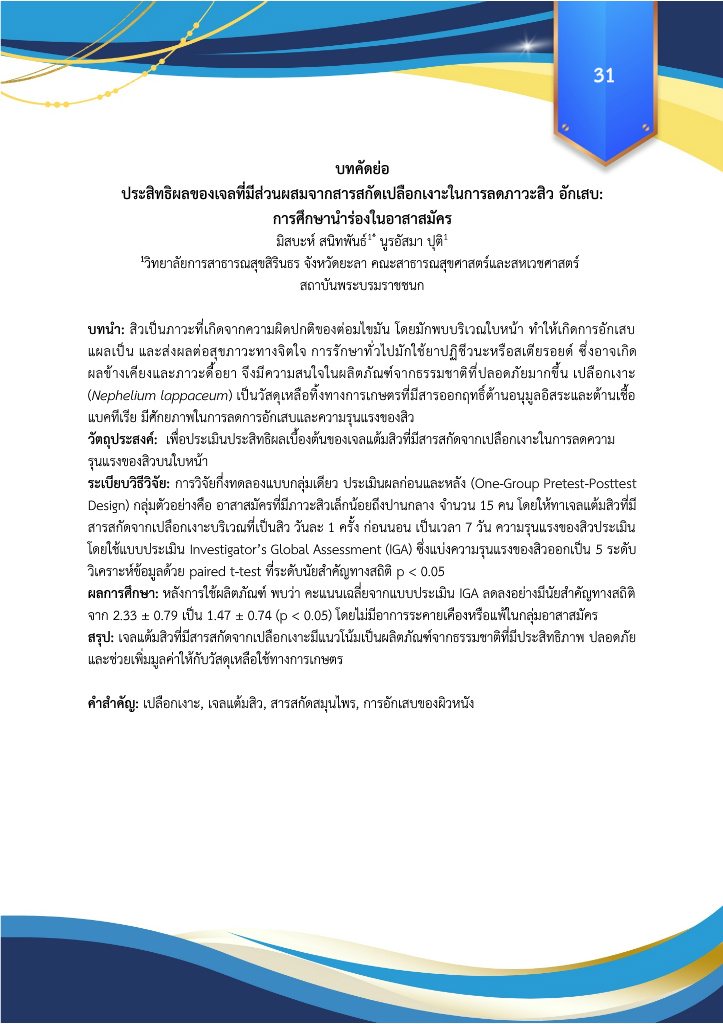 31
บทคัดย่อ
ประสิทธิผลของเจลที่มีส่วนผสมจากสารสกัดเปลือกเงาะในการลดภาวะสิว อักเสบ:
การศึกษานำร่องในอาสาสมัคร
มิสบะห์ สนิทพันธ์¹* นูรอัสมา ปุติ¹
¹วิทยาลัยการสาธารณสุขสิรินธร จังหวัดยะลา คณะสาธารณสุขศาสตร์และสหเวชศาสตร์
สถาบันพระบรมราชชนก
บทนำ: สิวเป็นภาวะที่เกิดจากความผิดปกติของต่อมไขมัน โดยมักพบบริเวณใบหน้า ทำให้เกิดการอักเสบ
แผลเป็น และส่งผลต่อสุขภาวะทางจิตใจ การรักษาทั่วไปมักใช้ยาปฏิชีวนะหรือสเตียรอยด์ ซึ่งอาจเกิด
ผลข้างเคียงและภาวะดื้อยา จึงมีความสนใจในผลิตภัณฑ์จากธรรมชาติที่ปลอดภัยมากขึ้น เปลือกเงาะ
(Nephelium lappaceum) เป็นวัสดุเหลือทิ้งทางการเกษตรที่มีสารออกฤทธิ์ต้านอนุมูลอิสระและต้านเชื้อ
แบคทีเรีย มีศักยภาพในการลดการอักเสบและความรุนแรงของสิว
วัตถุประสงค์: เพื่อประเมินประสิทธิผลเบื้องต้นของเจลแต้มสิวที่มีสารสกัดจากเปลือกเงาะในการลดความ
รุนแรงของสิวบนใบหน้า
ระเบียบวิธีวิจัย: การวิจัยกึ่งทดลองแบบกลุ่มเดียว ประเมินผลก่อนและหลัง (One-Group Pretest-Posttest
Design) กลุ่มตัวอย่างคือ อาสาสมัครที่มีภาวะสิวเล็กน้อยถึงปานกลาง จำนวน 15 คน โดยให้ทาเจลแต้มสิวที่มี
สารสกัดจากเปลือกเงาะบริเวณที่เป็นสิว วันละ 1 ครั้ง ก่อนนอน เป็นเวลา 7 วัน ความรุนแรงของสิวประเมิน
โดยใช้แบบประเมิน Investigator's Global Assessment (IGA) ซึ่งแบ่งความรุนแรงของสิวออกเป็น 5 ระดับ
วิเคราะห์ข้อมูลด้วย paired t-test ที่ระดับนัยสำคัญทางสถิติ p < 0.05
ผลการศึกษา: หลังการใช้ผลิตภัณฑ์ พบว่า คะแนนเฉลี่ยจากแบบประเมิน IGA ลดลงอย่างมีนัยสำคัญทางสถิติ
จาก 2.33 ± 0.79 เป็น 1.47 ± 0.74 (p < 0.05) โดยไม่มีอาการระคายเคืองหรือแพ้ในกลุ่มอาสาสมัคร
สรุป: เจลแต้มสิวที่มีสารสกัดจากเปลือกเงาะมีแนวโน้มเป็นผลิตภัณฑ์จากธรรมชาติที่มีประสิทธิภาพ ปลอดภัย
และช่วยเพิ่มมูลค่าให้กับวัสดุเหลือใช้ทางการเกษตร
คำสำคัญ: เปลือกเงาะ, เจลแต้มสิว, สารสกัดสมุนไพร, การอักเสบของผิวหนัง